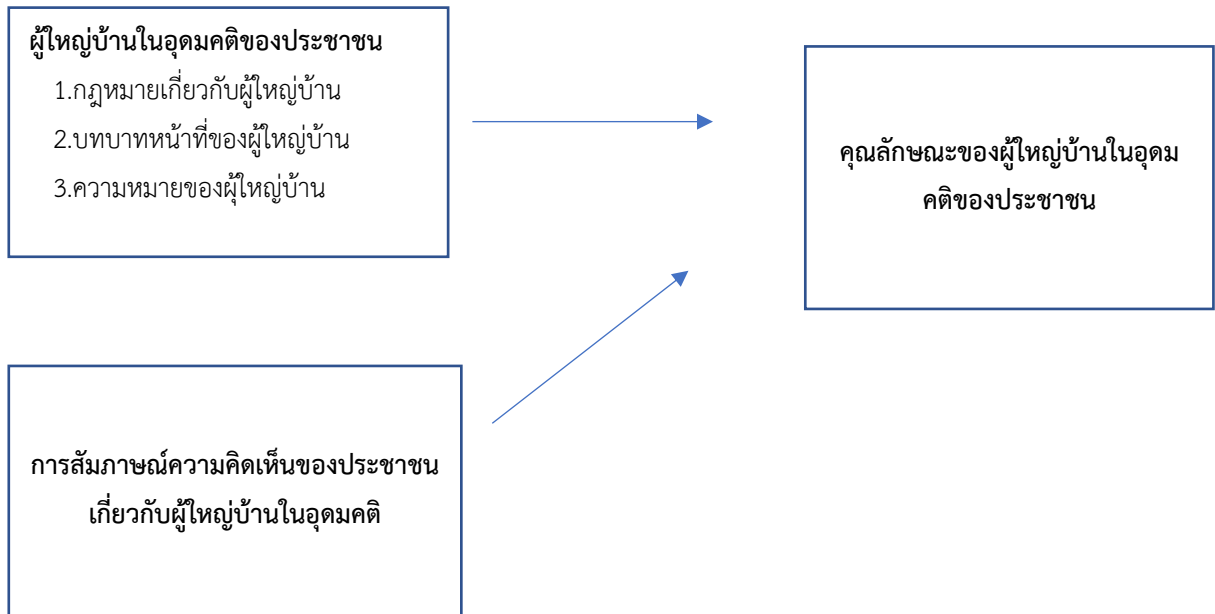 ผู้ใหญ่บ้านในอุดมคติของประชาชน
1.กฎหมายเกี่ยวกับผู้ใหญ่บ้าน
2.บทบาทหน้าที่ของผู้ใหญ่บ้าน
3.ความหมายของผุ้ใหญ่บ้าน
คุณลักษณะของผู้ใหญ่บ้านในอุดม
คติของประชาชน
การสัมภาษณ์ความคิดเห็นของประชาชน
เกี่ยวกับผู้ใหญ่บ้านในอุดมคติ